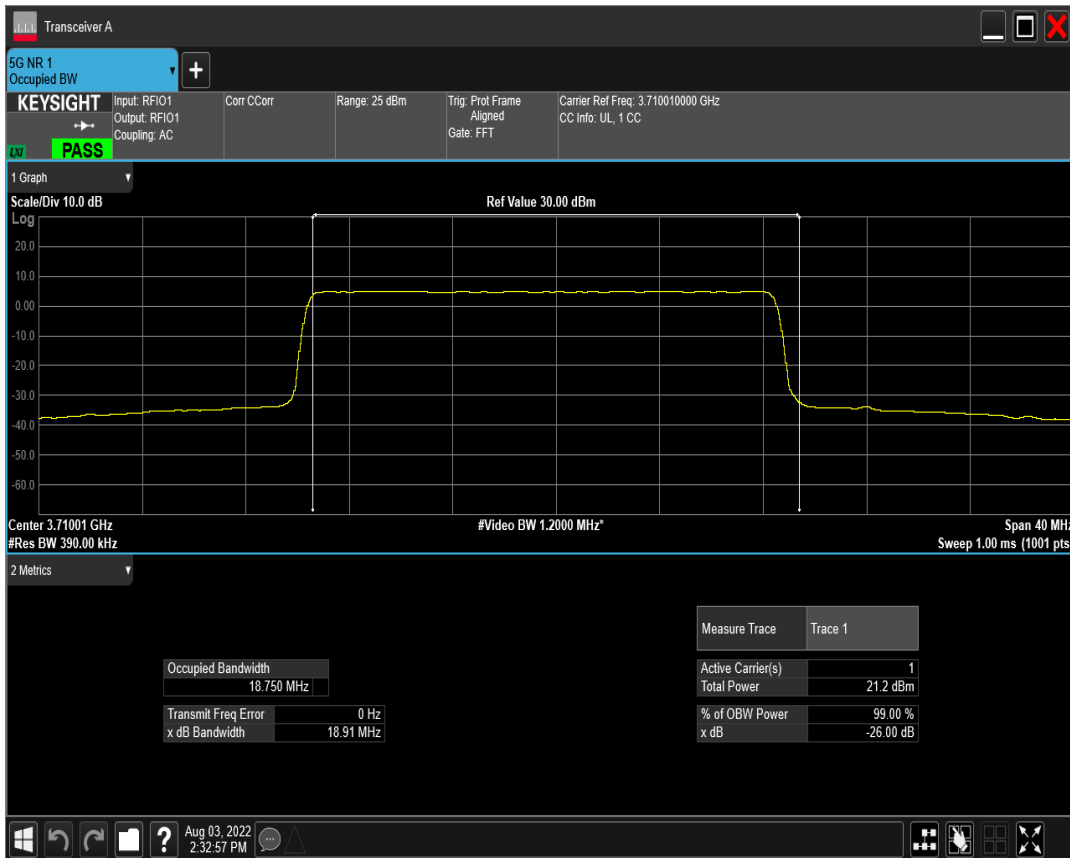 Transceiver A
5G NR 1
Occupied BW
+
KEYSIGHT
LXI
PASS
Input: RFIO1
Output: RFIO1
Coupling: AC
Corr CCorr
Range: 25 dBm
Trig: Prot Frame
Aligned
Gate: FFT
Carrier Ref Freq: 3.710010000 GHz
CC Info: UL, 1 CC
1 Graph
Scale/Div 10.0 dB
Ref Value 30.00 dBm
Log
20.0
10.0
0.00
-10.0
-20.0
-30.0
-40.0
-50.0
-60.0
Center 3.71001 GHz
#Video BW 1.2000 MHz*
Span 40 MHz
#Res BW 390.00 kHz
Sweep 1.00 ms (1001 pts
2 Metrics
Measure Trace Trace 1
Occupied Bandwidth
18.750 MHz
Active Carrier(s) 1
Total Power 21.2 dBm
Transmit Freq Error 0 Hz
x dB Bandwidth 18.91 MHz
% of OBW Power 99.00 %
x dB -26.00 dB
?
Aug 03, 2022
2:32:57 PM